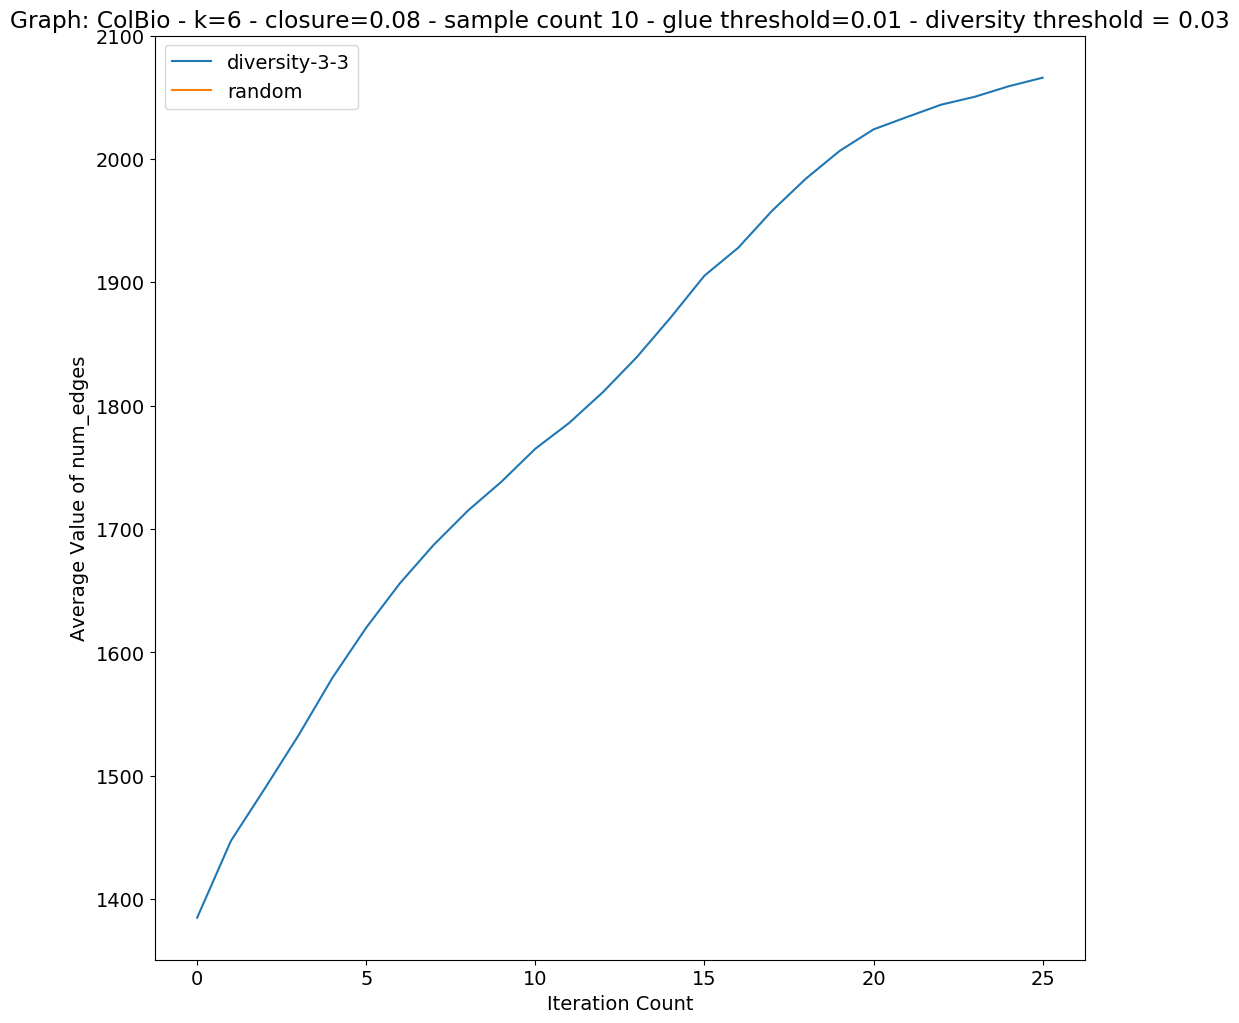 Graph: ColBio - k=6 - closure=0.08 - sample count 10 - glue threshold=0.01 - diversity threshold = 0.03
diversity-3-3
random
2100
2000
1900
1800
1700
1600
1500
1400
Average Value of num_edges
0 5 10 15 20 25
Iteration Count